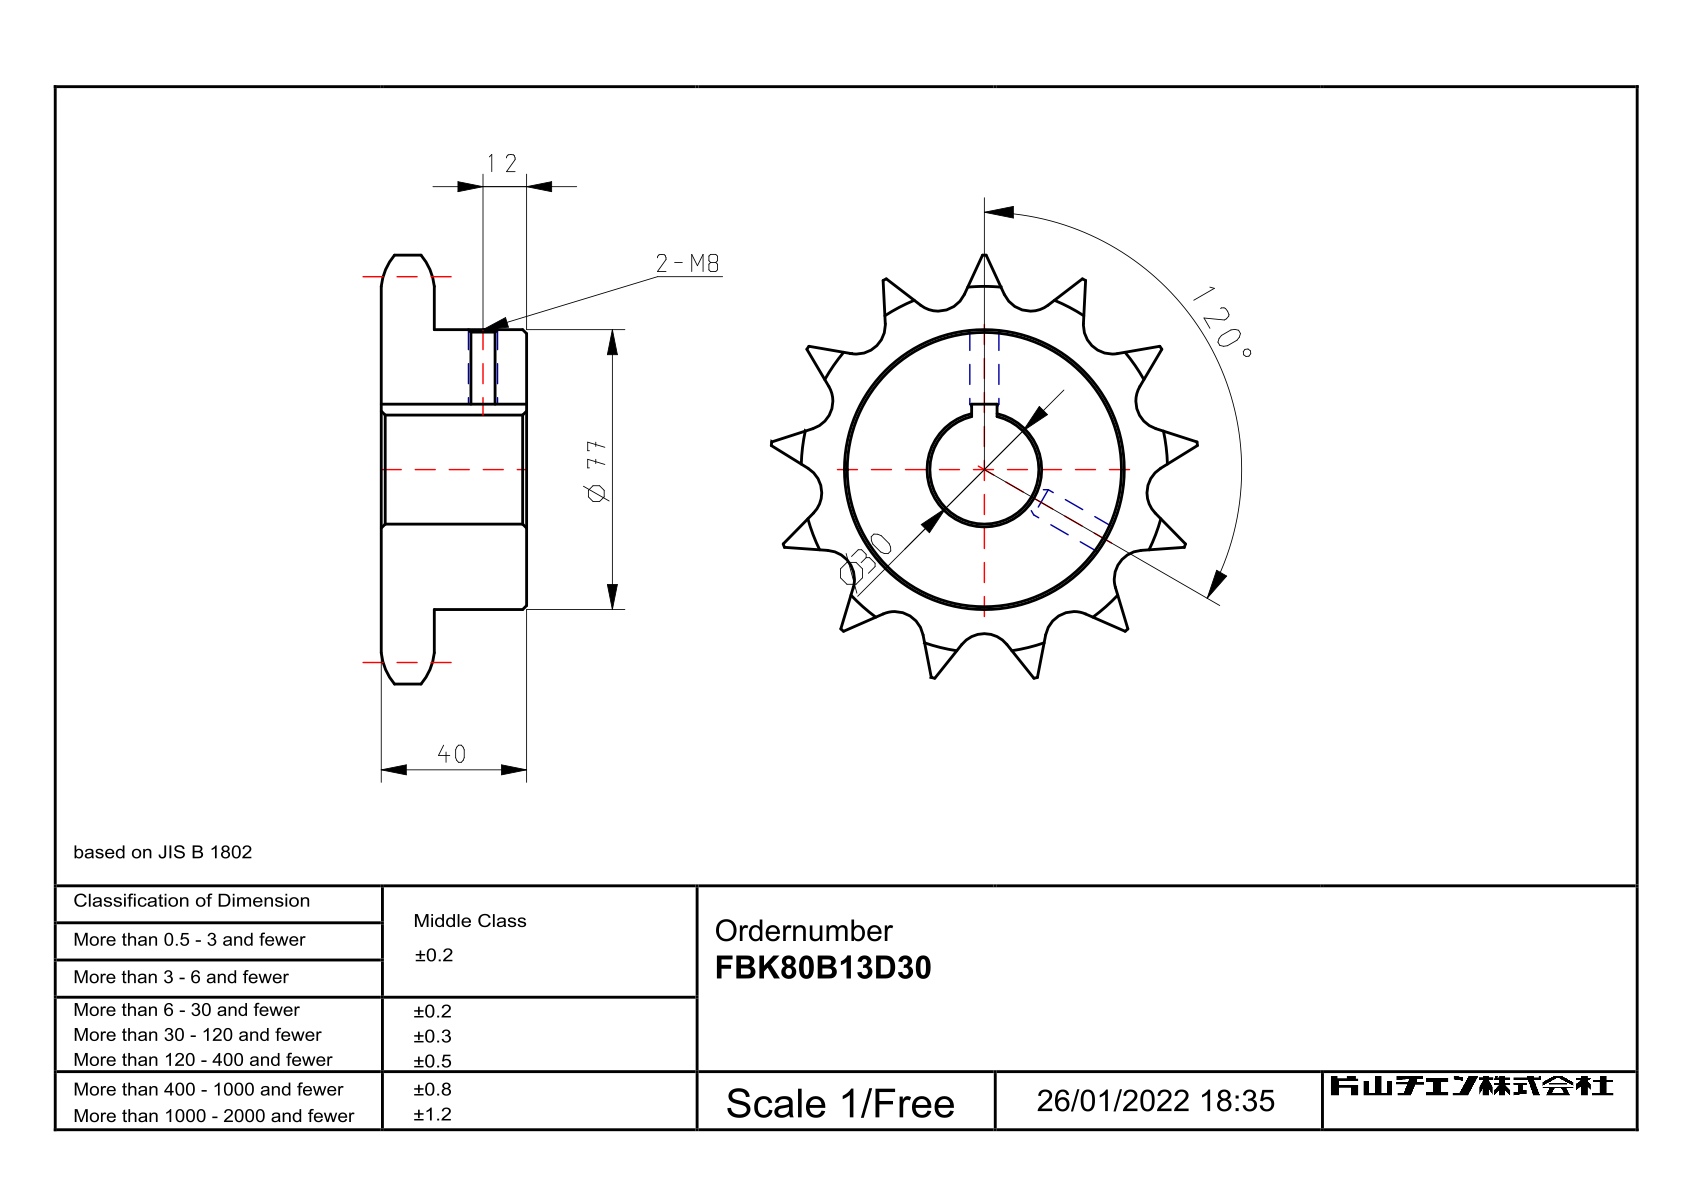 12
2-M8
120°
⌀77
⌀30
40
based on JIS B 1802
Classification of Dimension
Middle Class
More than 0.5 - 3 and fewer
±0.2
More than 3 - 6 and fewer
More than 6 - 30 and fewer
±0.2
More than 30 - 120 and fewer
±0.3
More than 120 - 400 and fewer
±0.5
More than 400 - 1000 and fewer
±0.8
More than 1000 - 2000 and fewer
±1.2
Ordernumber
FBK80B13D30
Scale 1/Free
26/01/2022 18:35
片山チエン株式会社